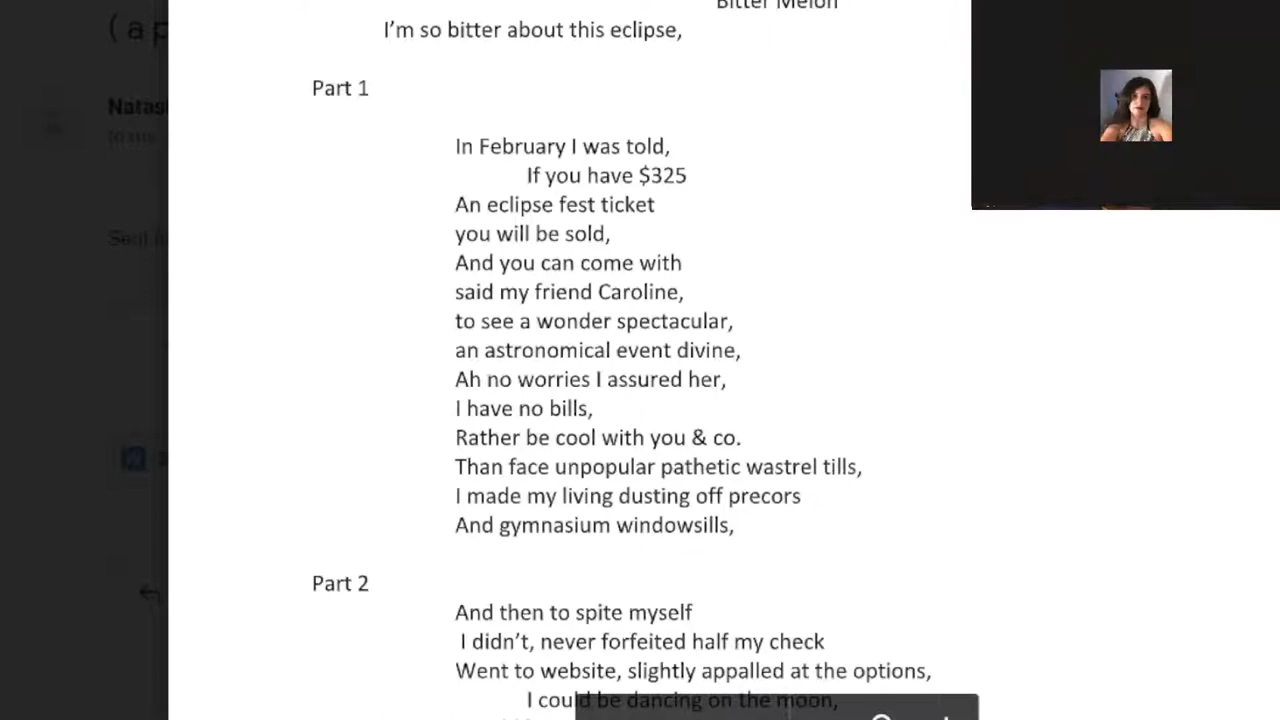 Bitter Melon
( a p
I’m so bitter about this eclipse,
Part 1
Natas
to me
In February I was told,
If you have $325
An eclipse fest ticket
you will be sold,
And you can come with
said my friend Caroline,
to see a wonder spectacular,
an astronomical event divine,
Ah no worries I assured her,
I have no bills,
Rather be cool with you & co.
Than face unpopular pathetic wastrel tills,
I made my living dusting off precors
And gymnasium windowsills,
Part 2
And then to spite myself
I didn’t, never forfeited half my check
Went to website, slightly appalled at the options,
I could be dancing on the moon,